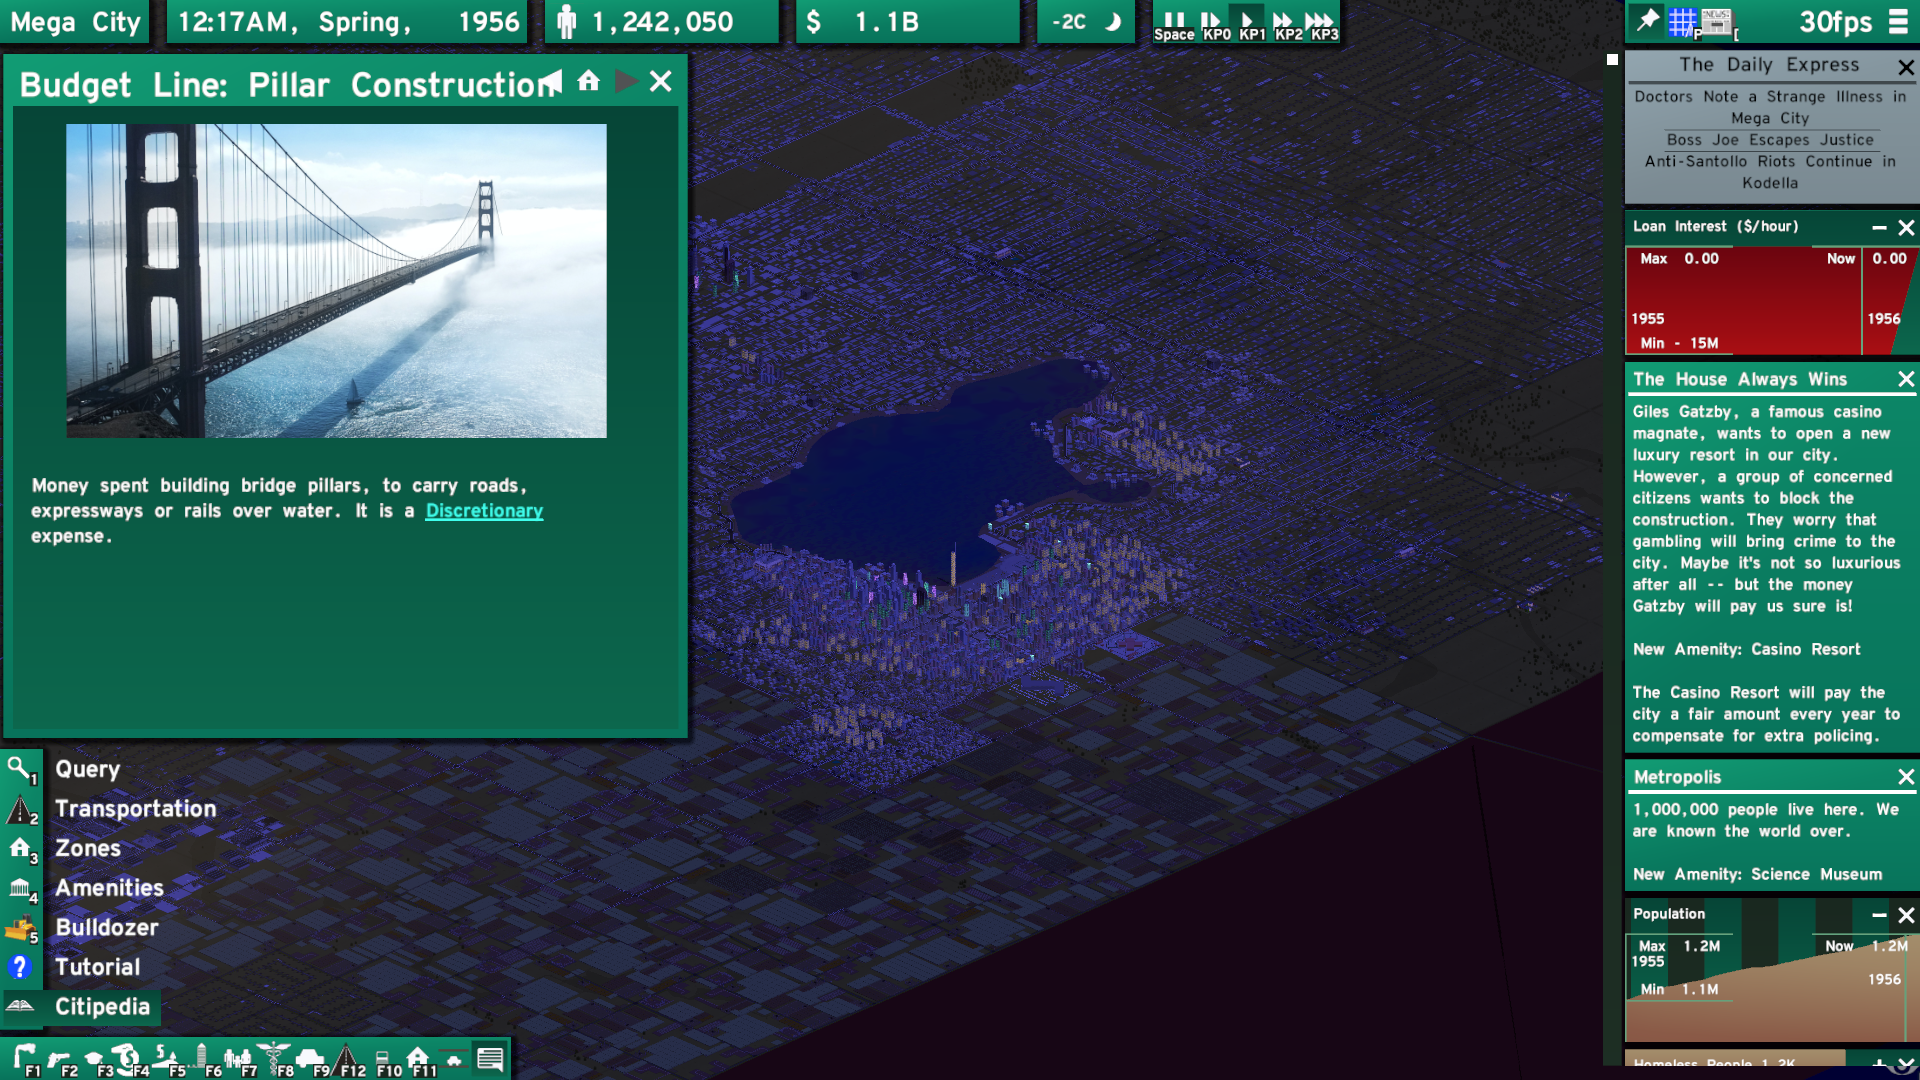 Mega City
12:17AM, Spring, 1956
1,242,050
$ 1.1B
-2C
Space KP0 KP1 KP2 KP3
/P [
30fps
Budget Line: Pillar Construction
Money spent building bridge pillars, to carry roads,
expressways or rails over water. It is a Discretionary
expense.
1 Query
2 Transportation
3 Zones
4 Amenities
5 Bulldozer
? Tutorial
Citipedia
F1 F2 F3 F4 F5 F6 F7 F8 F9 F12 F10 F11
The Daily Express
Doctors Note a Strange Illness in
Mega City
Boss Joe Escapes Justice
Anti-Santollo Riots Continue in
Kodella
Loan Interest ($/hour)
Max 0.00 Now 0.00
1955 1956
Min - 15M
The House Always Wins
Giles Gatzby, a famous casino
magnate, wants to open a new
luxury resort in our city.
However, a group of concerned
citizens wants to block the
construction. They worry that
gambling will bring crime to the
city. Maybe it's not so luxurious
after all -- but the money
Gatzby will pay us sure is!
New Amenity: Casino Resort
The Casino Resort will pay the
city a fair amount every year to
compensate for extra policing.
Metropolis
1,000,000 people live here. We
are known the world over.
New Amenity: Science Museum
Population
Max 1.2M Now 1.2M
1955
1956
Min 1.1M
Homeless People 1.2K